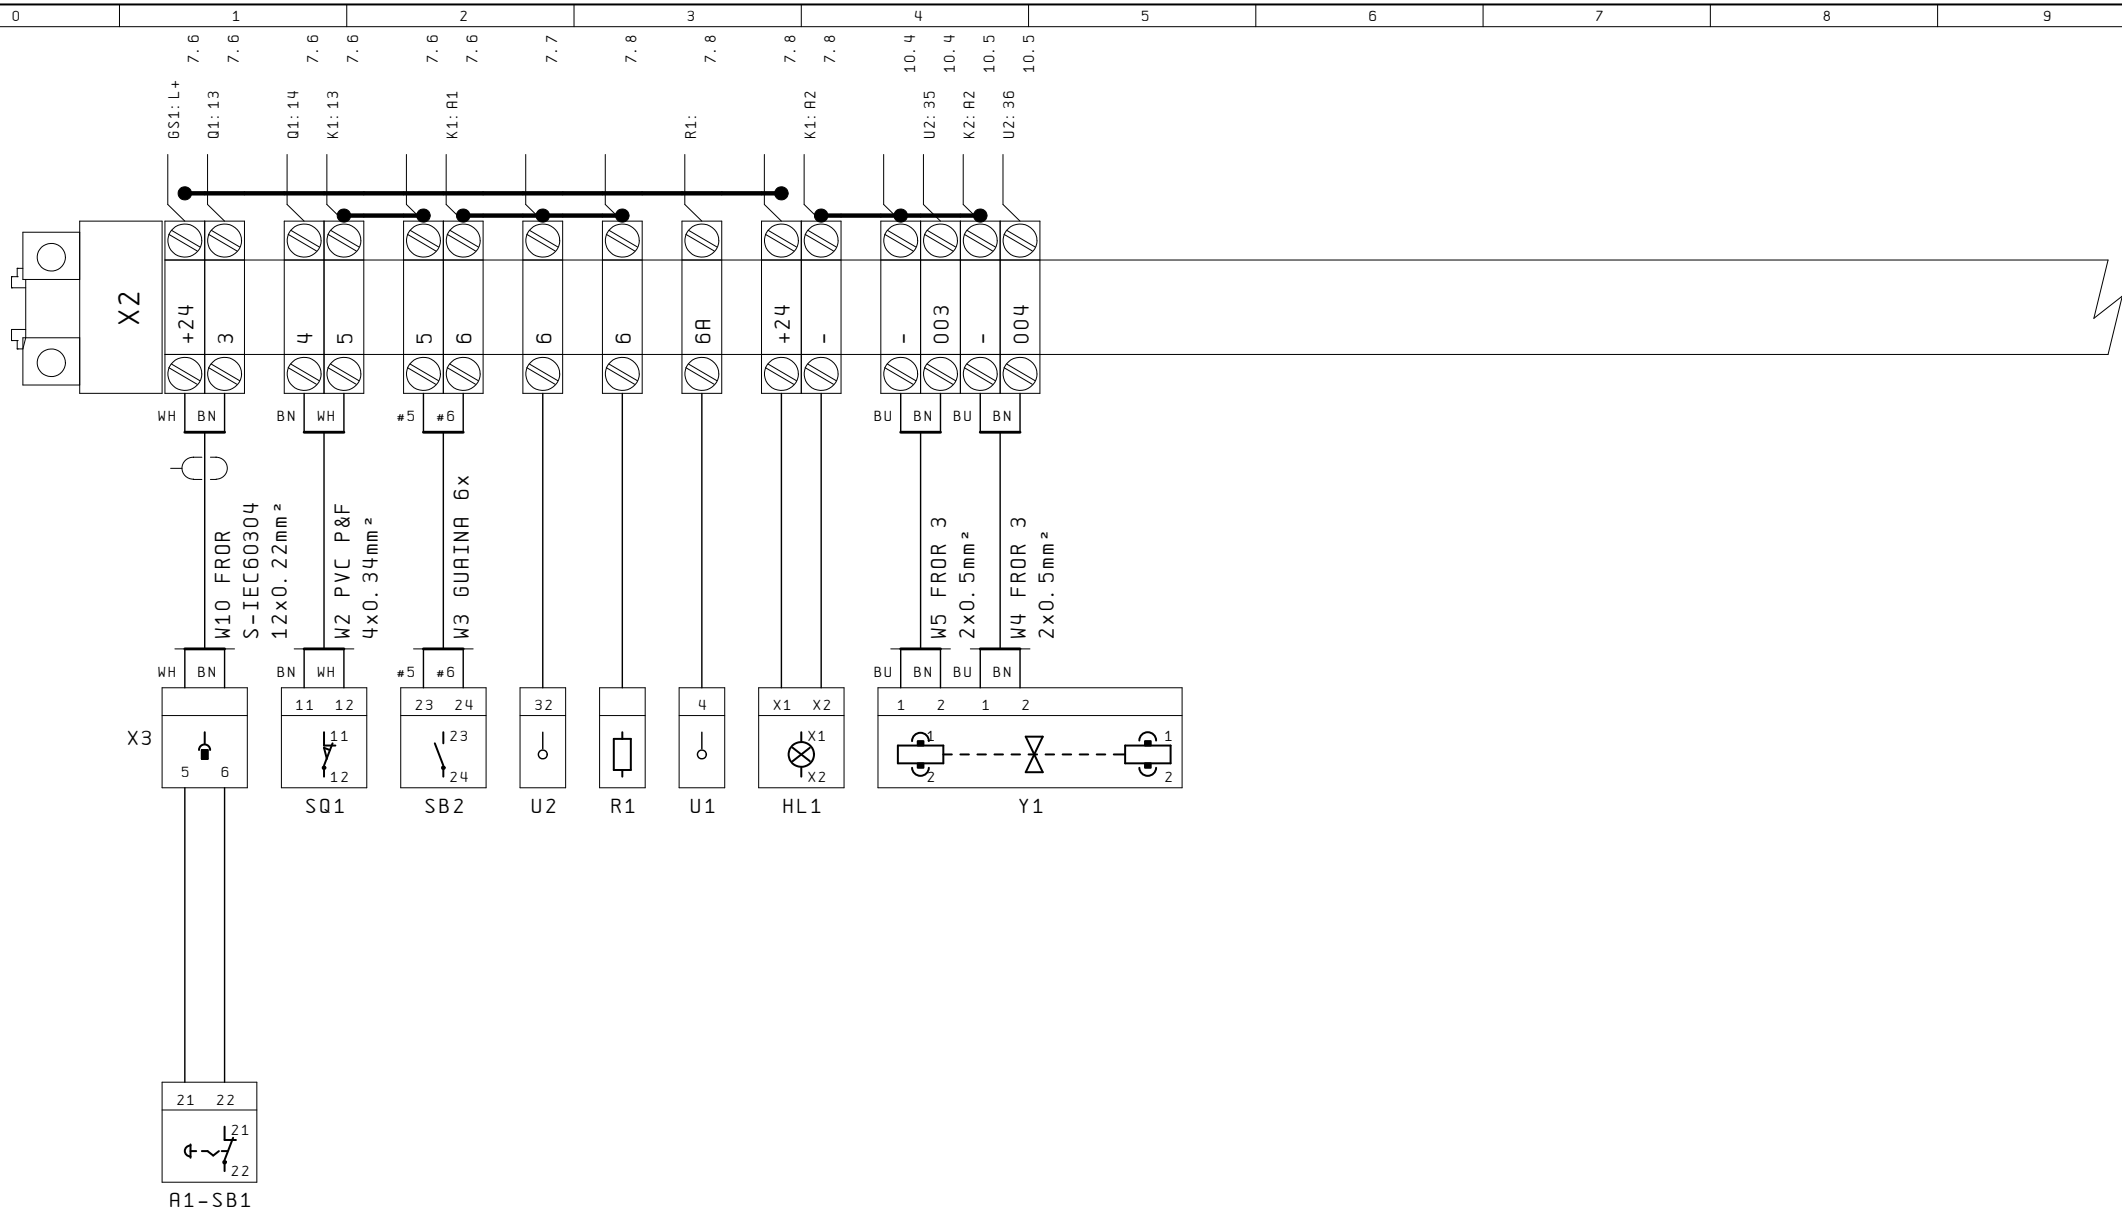 0 1 2 3 4 5 6 7 8 9
7.6 7.6 7.6 7.6 7.6 7.6 7.7 7.8 7.8 7.8 7.8 10.4 10.4 10.5 10.5
GS1:L+ Q1:13 Q1:14 K1:13 K1:A1 R1: K1:A2 U2:35 K2:A2 U2:36
X2
+24 3 4 5 5 6 6 6 6A +24 - - 003 - 004
WH BN BN WH #5 #6 BU BN BU BN
W10 FROR
S-IEC60304
12x0.22mm²
W2 PVC P&F
4x0.34mm²
W3 GUAINA 6x
W5 FROR 3
2x0.5mm²
W4 FROR 3
2x0.5mm²
WH BN BN WH #5 #6 BU BN BU BN
11 12 23 24 32 4 X1 X2 1 2 1 2
X3
11 23 X1 1 1
5 6 12 24 X2 2 2
SQ1 SB2 U2 R1 U1 HL1 Y1
21 22
21
22
A1-SB1